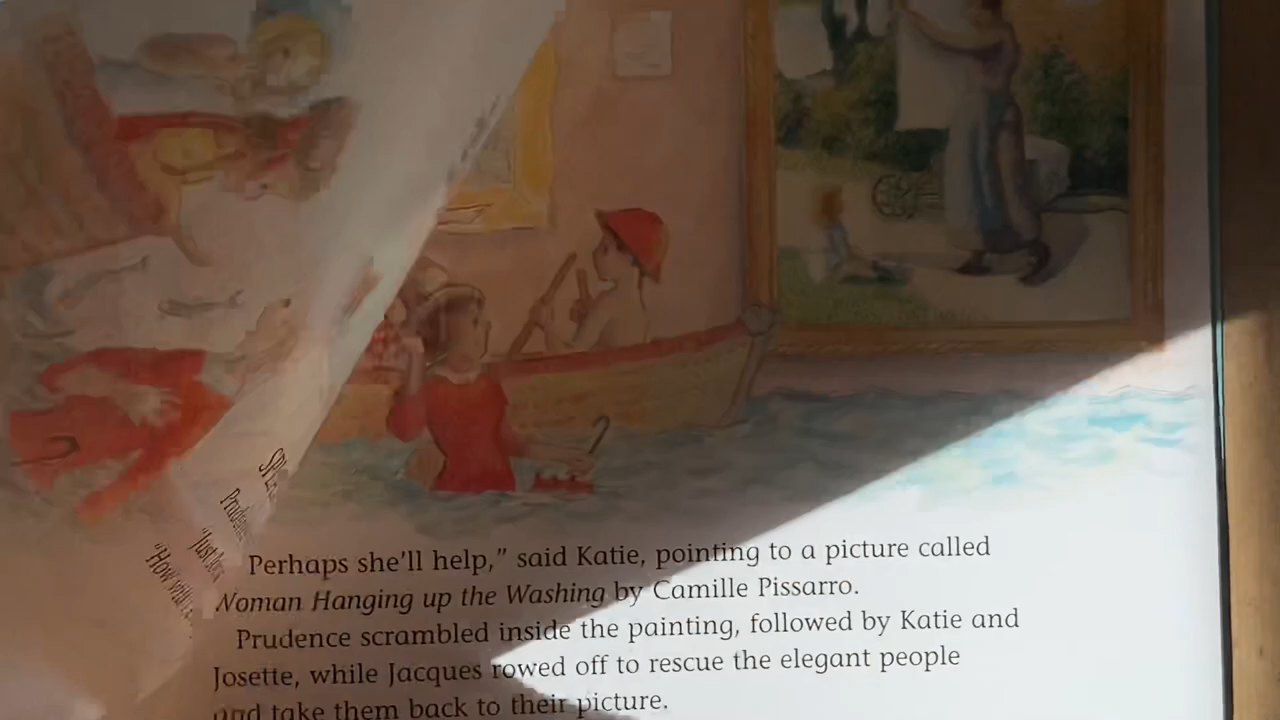 Perhaps she'll help," said Katie, pointing to a picture called
Woman Hanging up the Washing by Camille Pissarro.
Prudence scrambled inside the painting, followed by Katie and
Josette, while Jacques rowed off to rescue the elegant people
and take them back to their picture.
"Just
"How